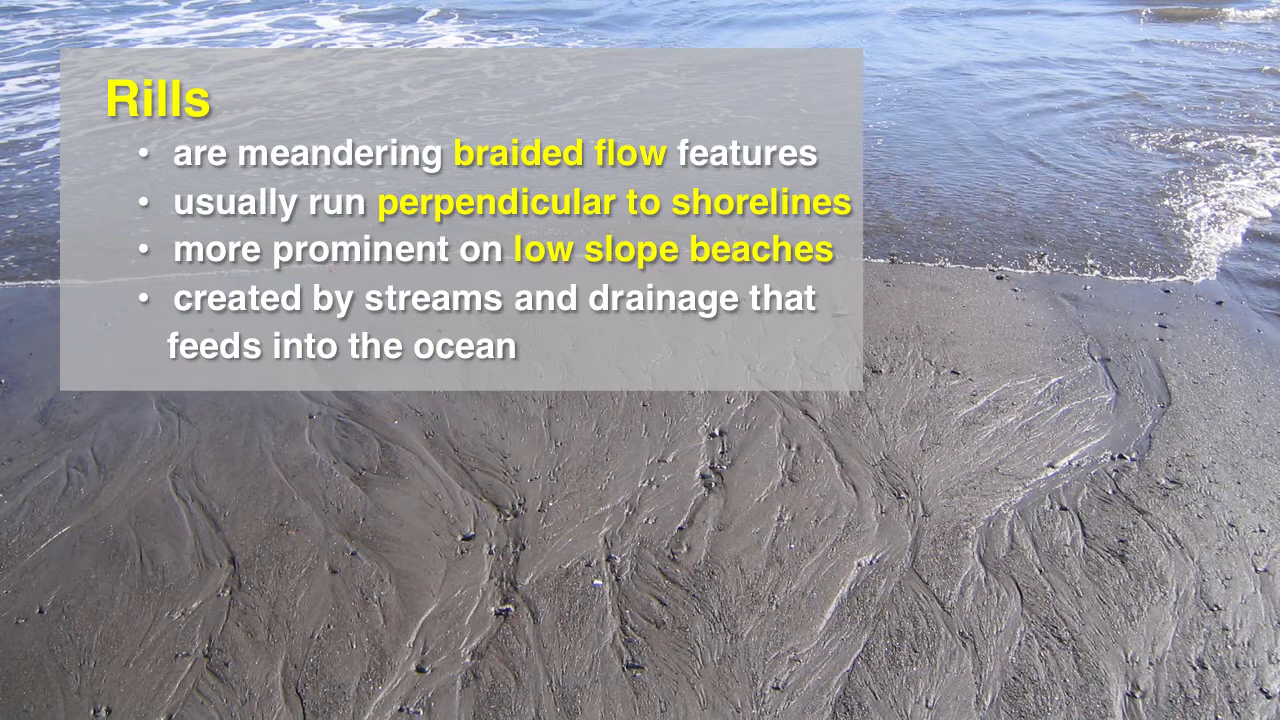 Rills
• are meandering braided flow features
• usually run perpendicular to shorelines
• more prominent on low slope beaches
• created by streams and drainage that
feeds into the ocean